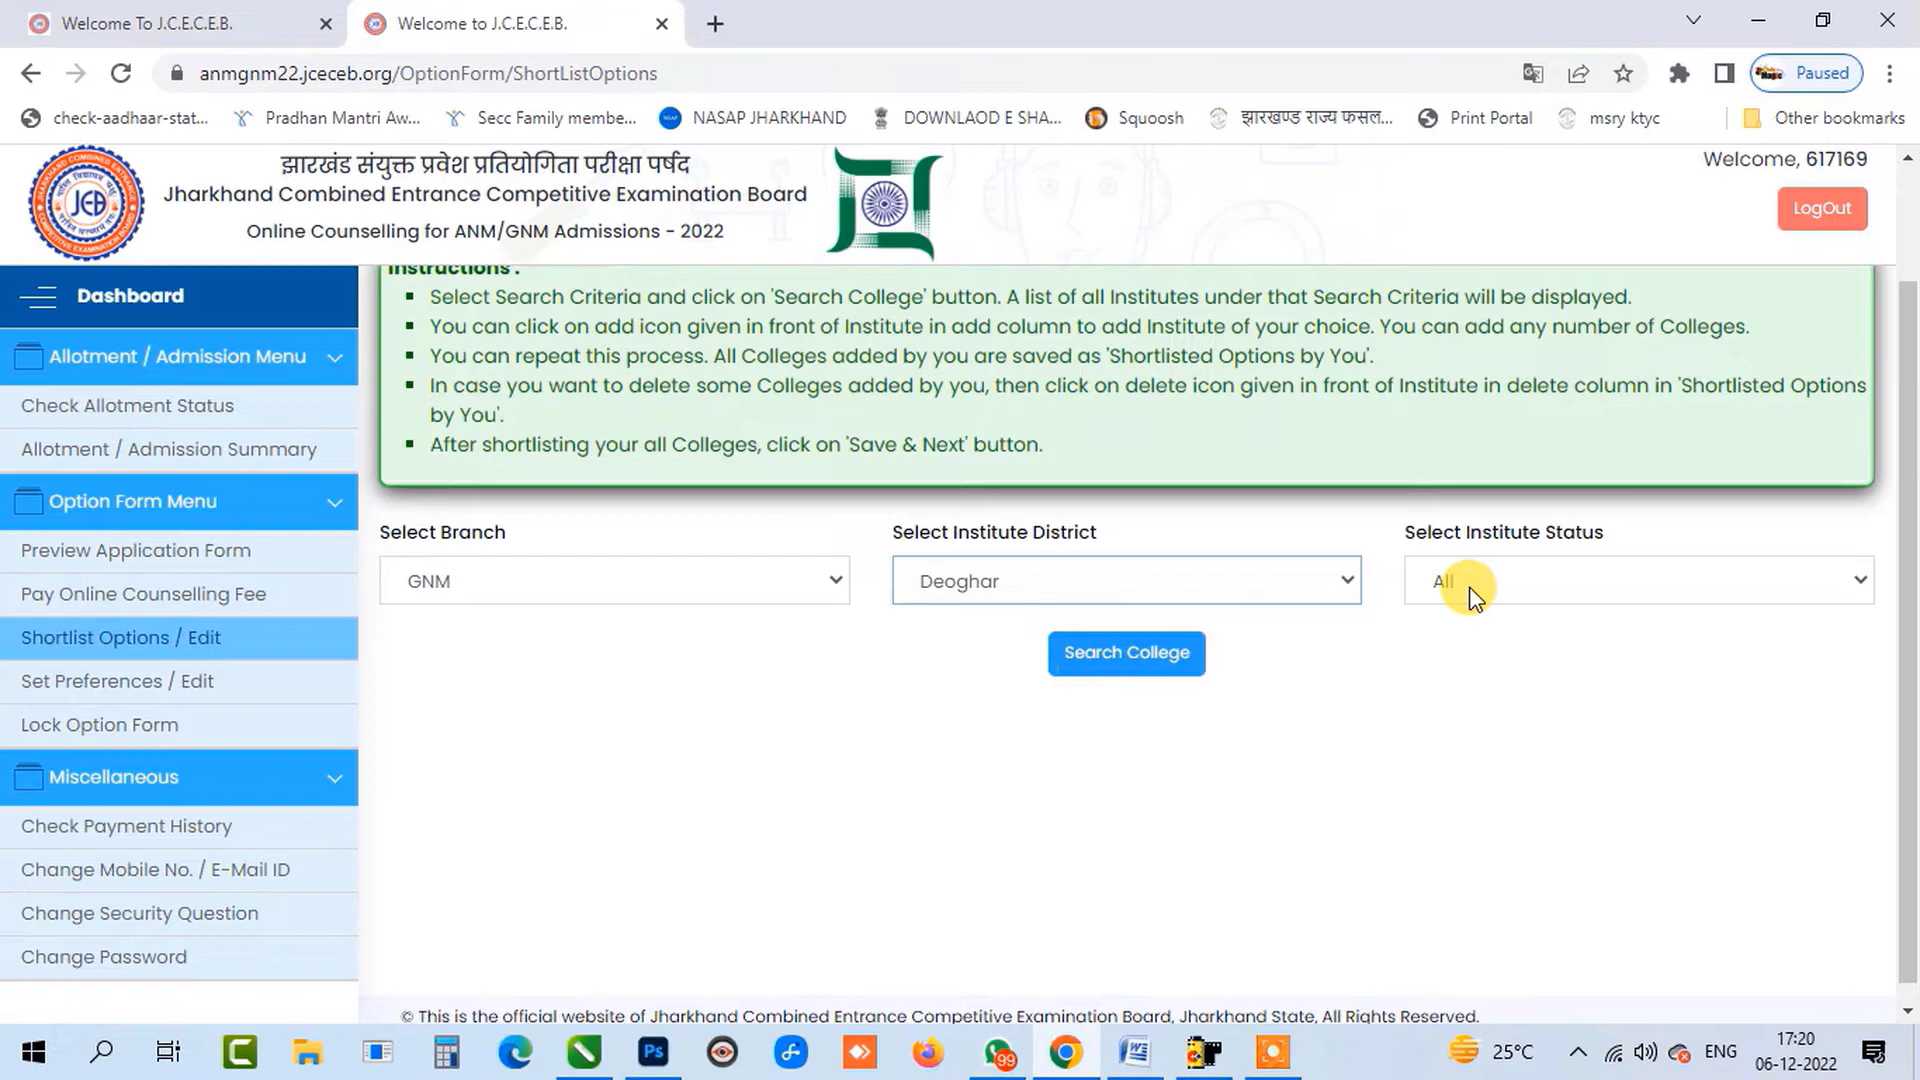 Welcome To J.C.E.C.E.B.
Welcome to J.C.E.C.E.B.
anmgnm22.jceceb.org/OptionForm/ShortListOptions
Paused
check-aadhaar-stat...
Pradhan Mantri Aw...
Secc Family membe...
NASAP JHARKHAND
DOWNLAOD E SHA...
Squoosh
झारखण्ड राज्य फसल...
Print Portal
msry ktyc
Other bookmarks
झारखंड संयुक्त प्रवेश प्रतियोगिता परीक्षा पर्षद
Jharkhand Combined Entrance Competitive Examination Board
Online Counselling for ANM/GNM Admissions - 2022
JCEB
Welcome, 617169
LogOut
Dashboard
Allotment / Admission Menu
Check Allotment Status
Allotment / Admission Summary
Option Form Menu
Preview Application Form
Pay Online Counselling Fee
Shortlist Options / Edit
Set Preferences / Edit
Lock Option Form
Miscellaneous
Check Payment History
Change Mobile No. / E-Mail ID
Change Security Question
Change Password
Instructions :
Select Search Criteria and click on 'Search College' button. A list of all Institutes under that Search Criteria will be displayed.
You can click on add icon given in front of Institute in add column to add Institute of your choice. You can add any number of Colleges.
You can repeat this process. All Colleges added by you are saved as 'Shortlisted Options by You'.
In case you want to delete some Colleges added by you, then click on delete icon given in front of Institute in delete column in 'Shortlisted Options
by You'.
After shortlisting your all Colleges, click on 'Save & Next' button.
Select Branch
Select Institute District
Select Institute Status
GNM
Deoghar
All
Search College
© This is the official website of Jharkhand Combined Entrance Competitive Examination Board, Jharkhand State, All Rights Reserved.
Ps
99
25°C
ENG
17:20
06-12-2022